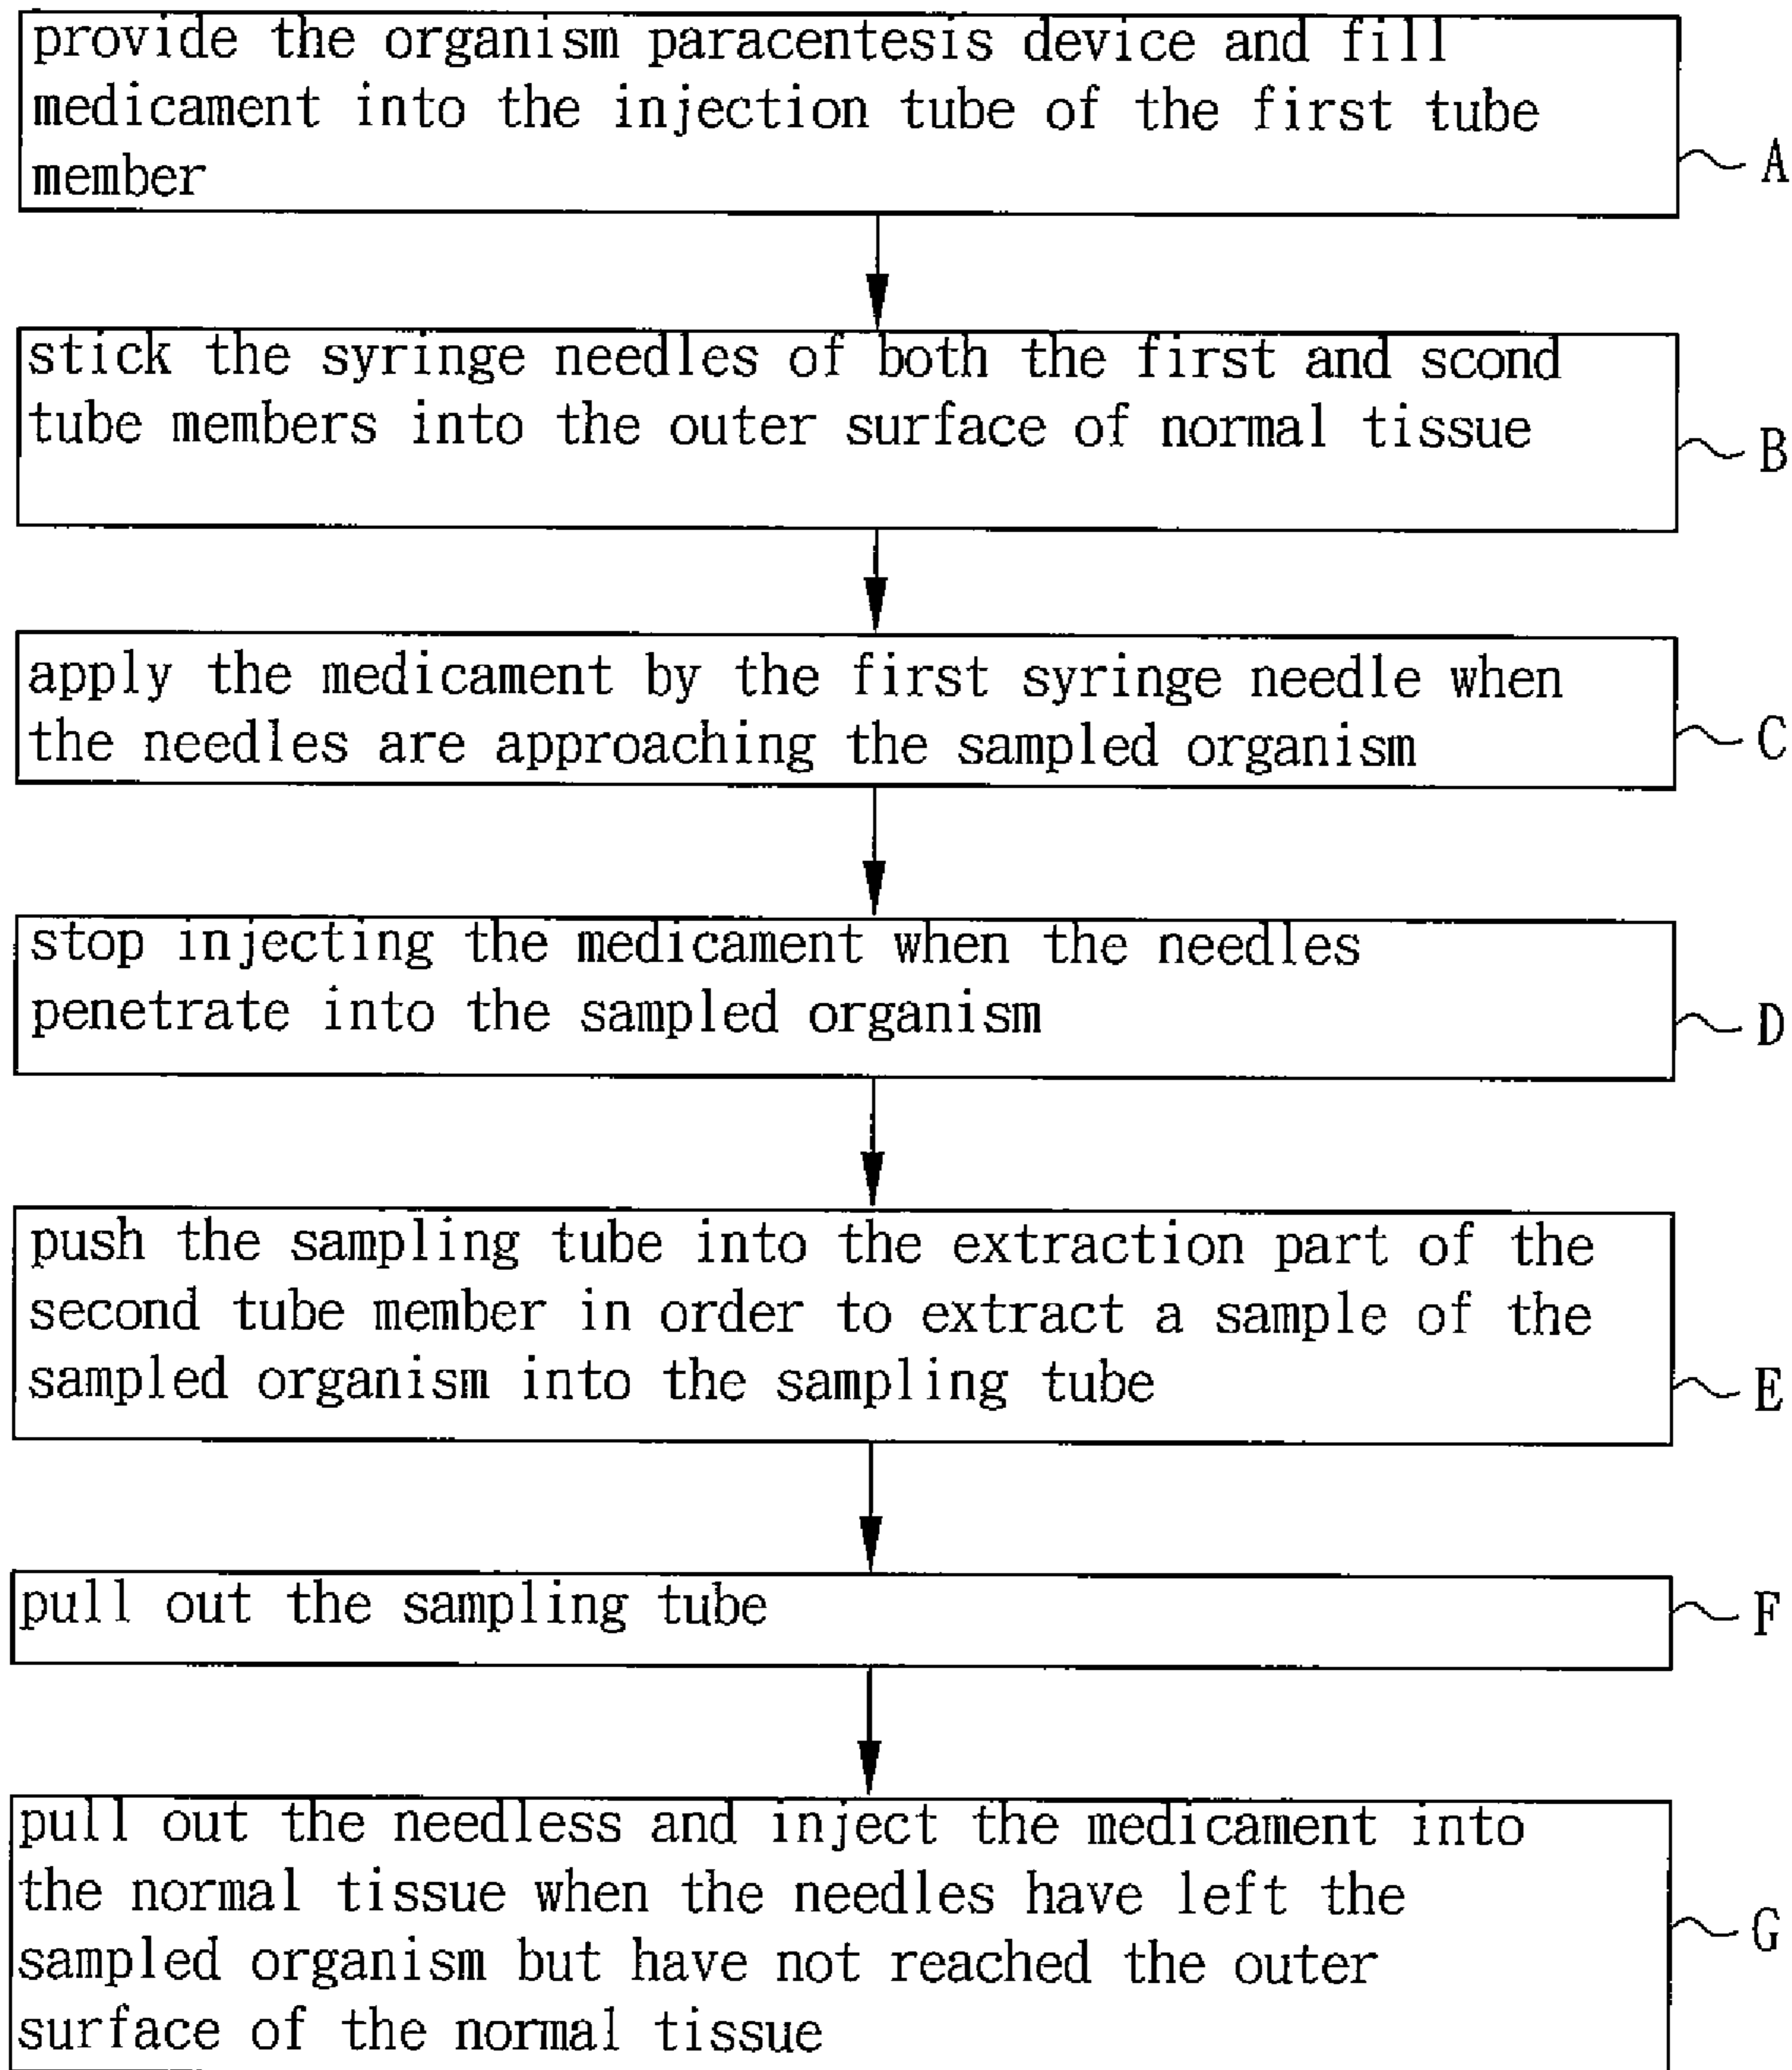 provide the organism paracentesis device and fill
medicament into the injection tube of the first tube
member
A
stick the syringe needles of both the first and scond
tube members into the outer surface of normal tissue
B
apply the medicament by the first syringe needle when
the needles are approaching the sampled organism
C
stop injecting the medicament when the needles
penetrate into the sampled organism
D
push the sampling tube into the extraction part of the
second tube member in order to extract a sample of the
sampled organism into the sampling tube
E
pull out the sampling tube
F
pull out the needless and inject the medicament into
the normal tissue when the needles have left the
sampled organism but have not reached the outer
surface of the normal tissue
G